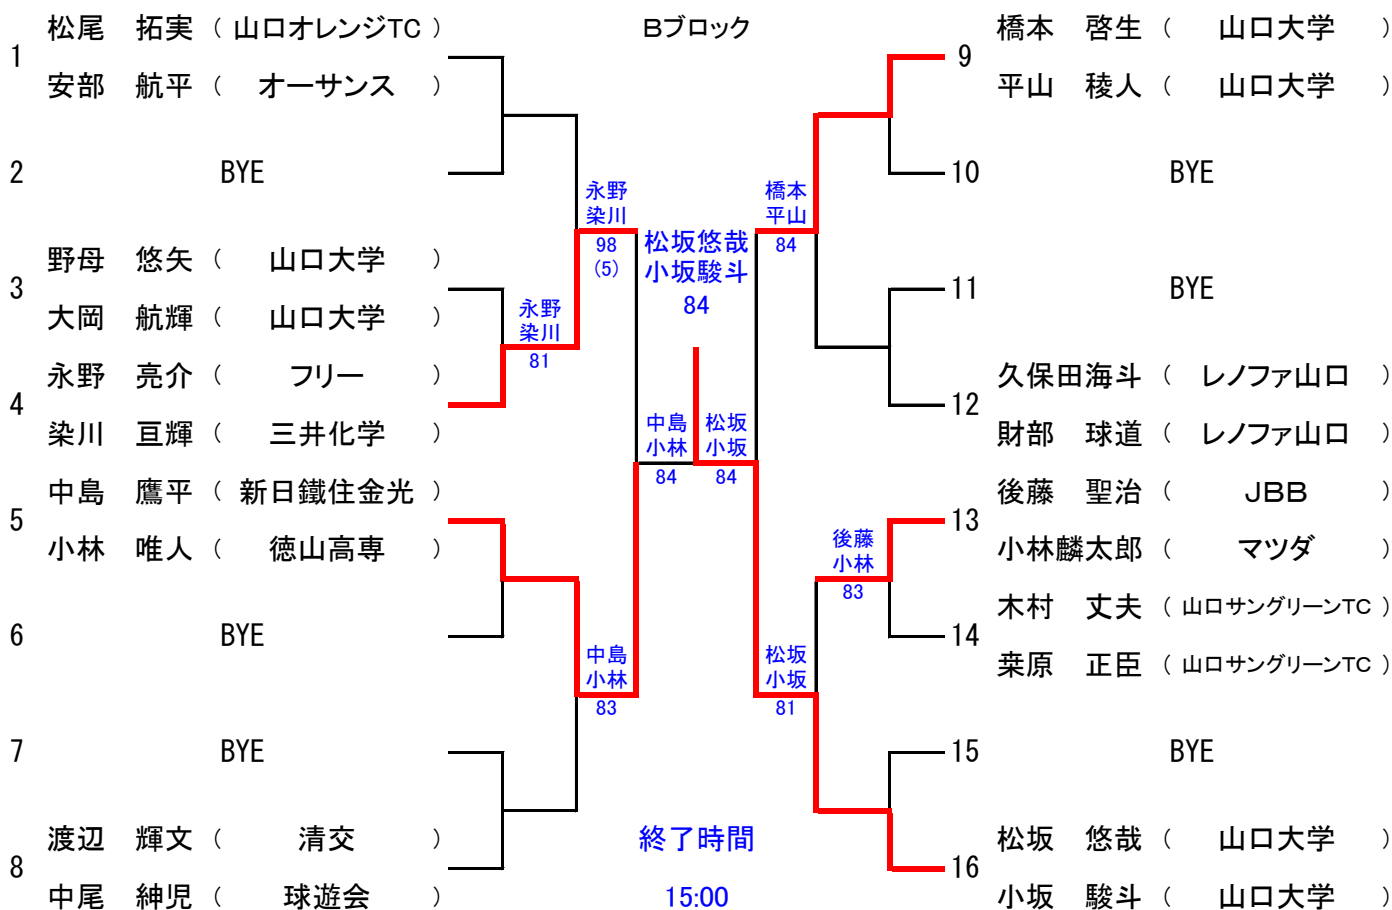 Bブロック
1
松尾　拓実（山口オレンジTC）
安部　航平（オーサンス）
2 BYE
3
野母　悠矢（山口大学）
大岡　航輝（山口大学）
4
永野　亮介（フリー）
染川　亘輝（三井化学）
5
中島　鷹平（新日鐵住金光）
小林　唯人（徳山高専）
6 BYE
7 BYE
8
渡辺　輝文（清交）
中尾　紳児（球遊会）
永野
染川
81
永野
染川
98
(5)
中島
小林
83
中島
小林
84
松坂悠哉
小坂駿斗
84
松坂
小坂
84
橋本
平山
84
後藤
小林
83
松坂
小坂
81
終了時間
15:00
9
橋本　啓生（山口大学）
平山　稜人（山口大学）
10 BYE
11 BYE
12
久保田海斗（レノファ山口）
財部　球道（レノファ山口）
13
後藤　聖治（JBB）
小林麟太郎（マツダ）
14
木村　丈夫（山口サングリーンTC）
桒原　正臣（山口サングリーンTC）
15 BYE
16
松坂　悠哉（山口大学）
小坂　駿斗（山口大学）